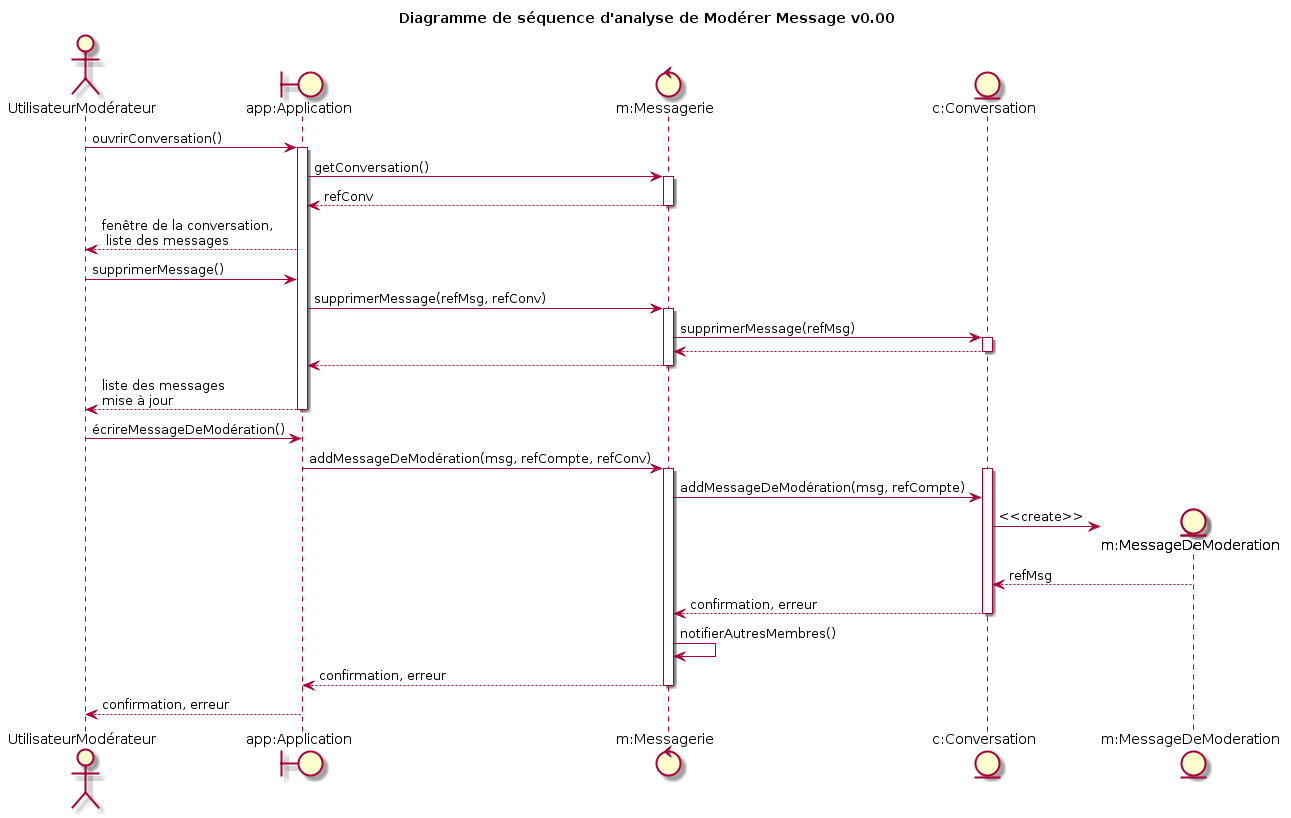 Diagramme de séquence d'analyse de Modérer Message v0.00
UtilisateurModérateur
app:Application
m:Messagerie
c:Conversation
ouvrirConversation()
getConversation()
refConv
fenêtre de la conversation,
liste des messages
supprimerMessage()
supprimerMessage(refMsg, refConv)
supprimerMessage(refMsg)
liste des messages
mise à jour
écrireMessageDeModération()
addMessageDeModération(msg, refCompte, refConv)
addMessageDeModération(msg, refCompte)
<<create>>
m:MessageDeModeration
refMsg
confirmation, erreur
notifierAutresMembres()
confirmation, erreur
confirmation, erreur
UtilisateurModérateur
app:Application
m:Messagerie
c:Conversation
m:MessageDeModeration